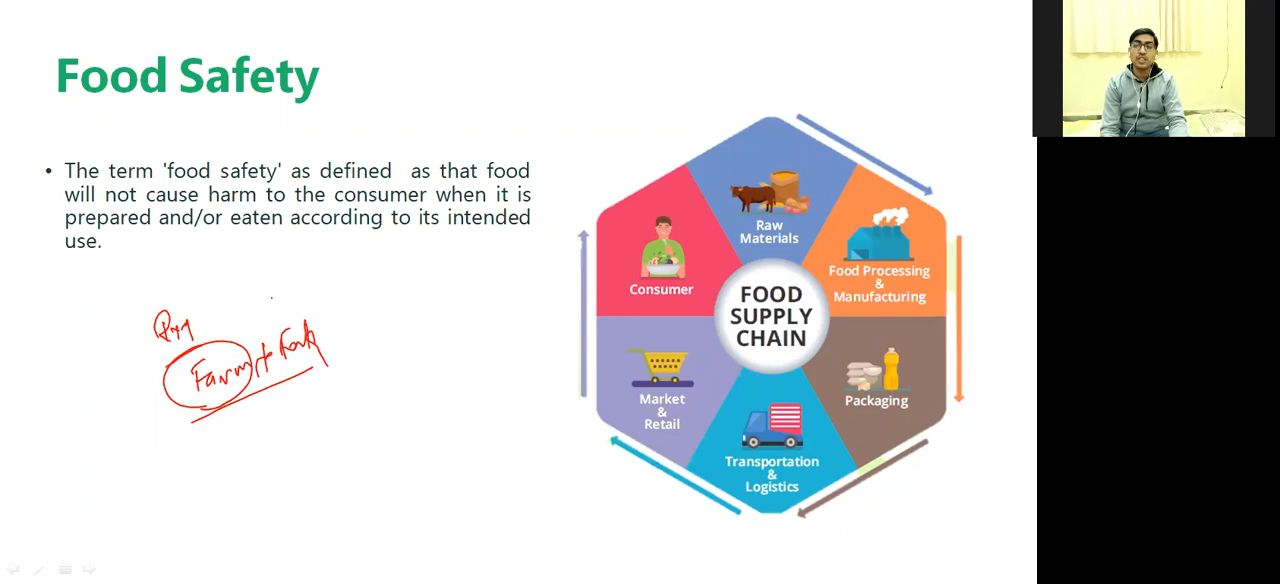 Food Safety
• The term 'food safety' as defined as that food
will not cause harm to the consumer when it is
prepared and/or eaten according to its intended
use.
Farm to Fork
Raw
Materials
Food Processing
&
Manufacturing
Packaging
Transportation
&
Logistics
Market
&
Retail
Consumer
FOOD
SUPPLY
CHAIN